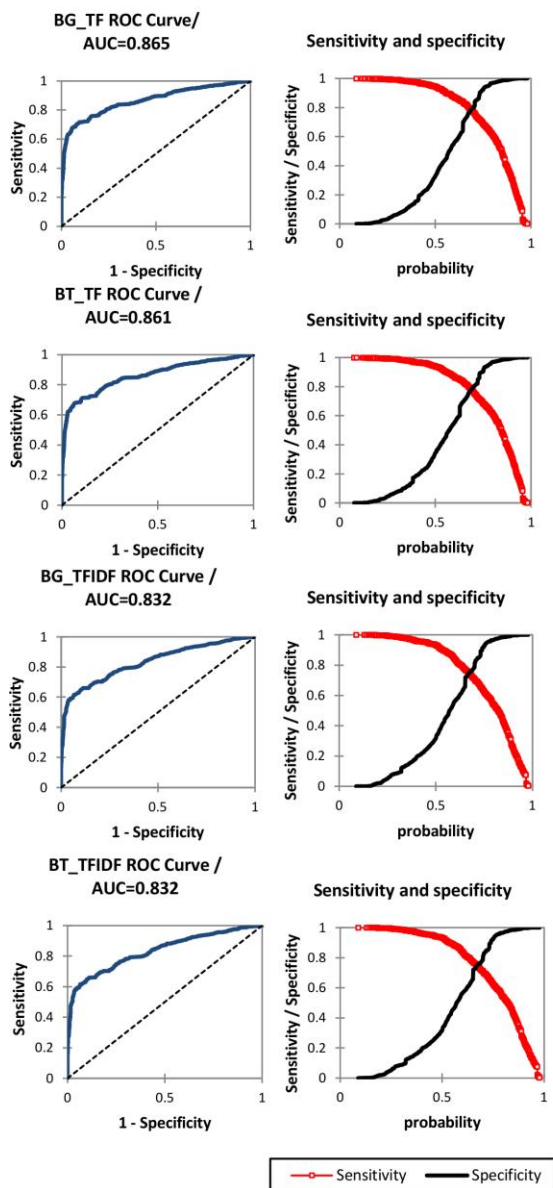 BG_TF ROC Curve/
AUC=0.865
Sensitivity
1
0.8
0.6
0.4
0.2
0
0
0.5
1
1 - Specificity
Sensitivity and specificity
Sensitivity / Specificity
1
0.8
0.6
0.4
0.2
0
0
0.5
1
probability
BT_TF ROC Curve /
AUC=0.861
Sensitivity
1
0.8
0.6
0.4
0.2
0
0
0.5
1
1 - Specificity
Sensitivity and specificity
Sensitivity / Specificity
1
0.8
0.6
0.4
0.2
0
0
0.5
1
probability
BG_TFIDF ROC Curve /
AUC=0.832
Sensitivity
1
0.8
0.6
0.4
0.2
0
0
0.5
1
1 - Specificity
Sensitivity and specificity
Sensitivity / Specificity
1
0.8
0.6
0.4
0.2
0
0
0.5
1
probability
BT_TFIDF ROC Curve /
AUC=0.832
Sensitivity
1
0.8
0.6
0.4
0.2
0
0
0.5
1
1 - Specificity
Sensitivity and specificity
Sensitivity / Specificity
1
0.8
0.6
0.4
0.2
0
0
0.5
1
probability
Sensitivity
Specificity